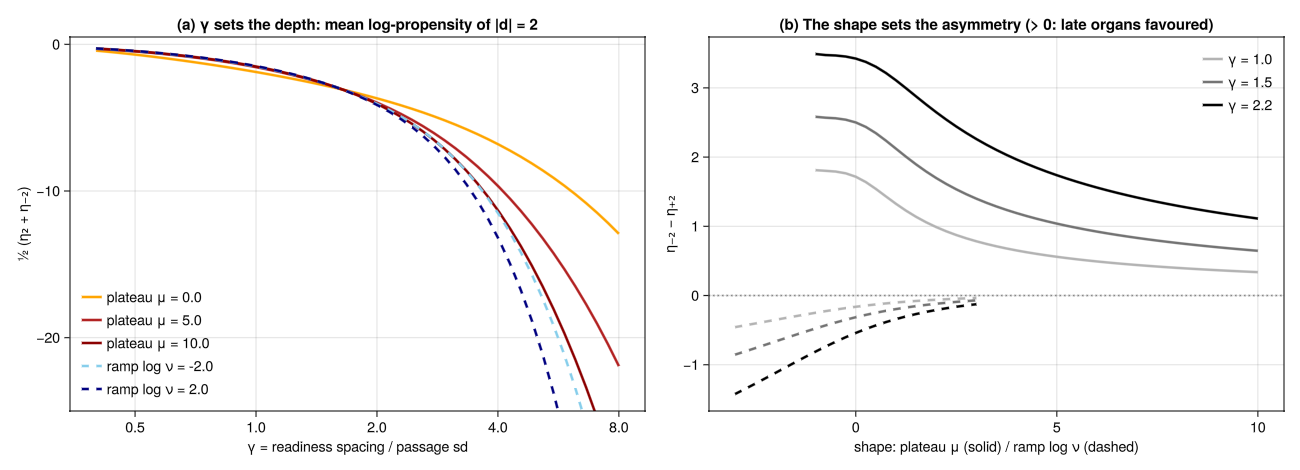 (a) γ sets the depth: mean log-propensity of |d| = 2
0
−10
−20
½ (η₂ + η₋₂)
plateau μ = 0.0
plateau μ = 5.0
plateau μ = 10.0
ramp log ν = -2.0
ramp log ν = 2.0
0.5
1.0
2.0
4.0
8.0
γ = readiness spacing / passage sd
(b) The shape sets the asymmetry (> 0: late organs favoured)
3
2
1
0
−1
η₋₂ − η₊₂
γ = 1.0
γ = 1.5
γ = 2.2
0
5
10
shape: plateau μ (solid) / ramp log ν (dashed)